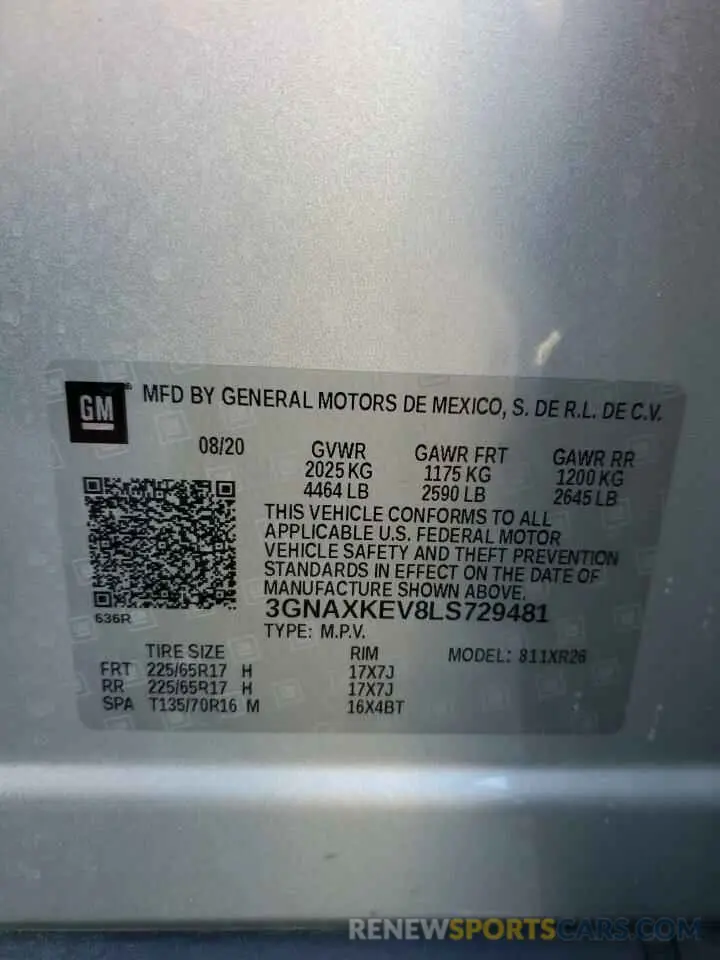 GM
MFD BY GENERAL MOTORS DE MEXICO, S. DE R.L. DE C.V.
08/20 GVWR GAWR FRT GAWR RR
2025 KG 1175 KG 1200 KG
4464 LB 2590 LB 2645 LB
THIS VEHICLE CONFORMS TO ALL
APPLICABLE U.S. FEDERAL MOTOR
VEHICLE SAFETY AND THEFT PREVENTION
STANDARDS IN EFFECT ON THE DATE OF
MANUFACTURE SHOWN ABOVE.
636R
3GNAXKEV8LS729481
TYPE: M.P.V.
TIRE SIZE RIM MODEL: 811XR26
FRT 225/65R17 H 17X7J
RR 225/65R17 H 17X7J
SPA T135/70R16 M 16X4BT
RENEWSPORTSCARS.COM